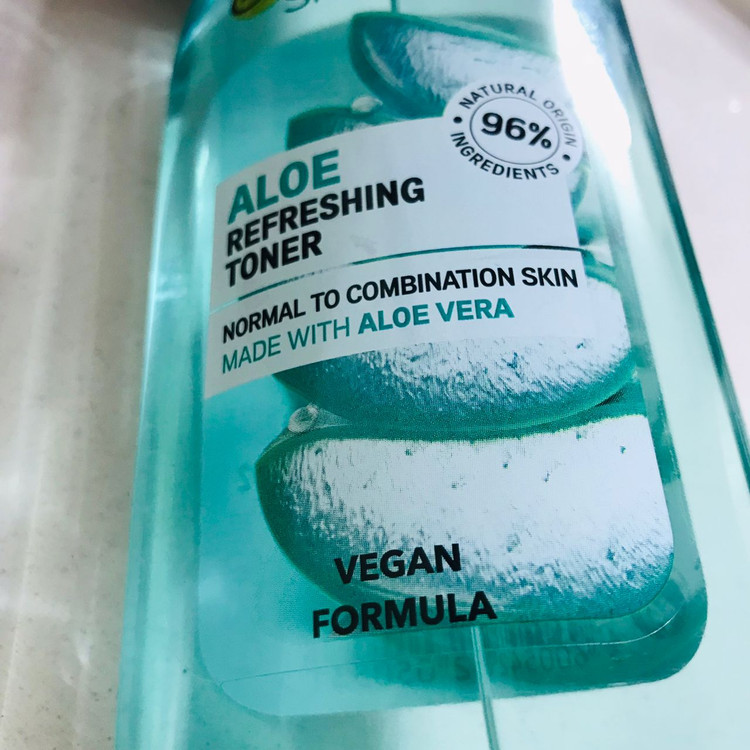 NATURAL ORIGIN
96%
INGREDIENTS
ALOE
REFRESHING
TONER
NORMAL TO COMBINATION SKIN
MADE WITH ALOE VERA
VEGAN
FORMULA